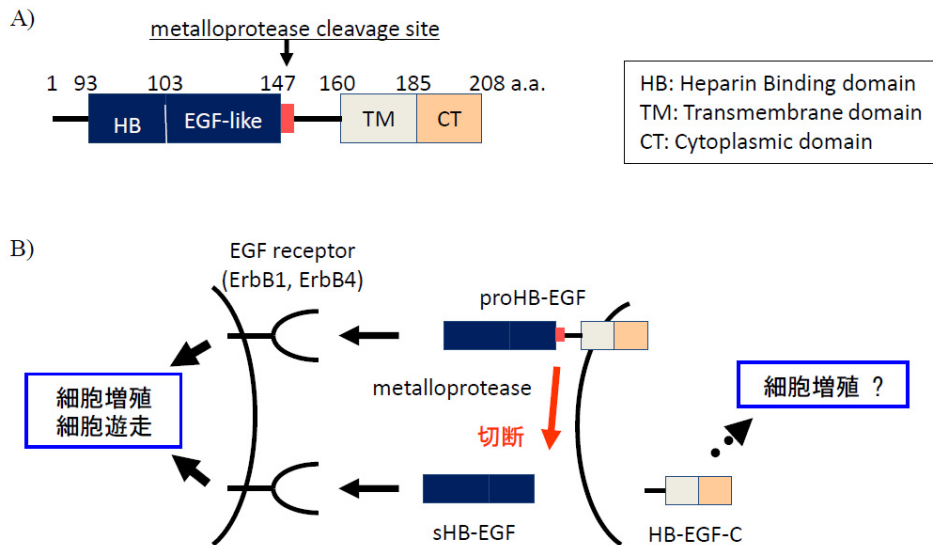 A)
metalloprotease cleavage site
1 93 103 147 160 185 208 a.a.
HB EGF-like TM CT
HB: Heparin Binding domain
TM: Transmembrane domain
CT: Cytoplasmic domain
B)
EGF receptor
(ErbB1, ErbB4)
proHB-EGF
metalloprotease
切断
細胞増殖
細胞遊走
細胞増殖 ?
sHB-EGF
HB-EGF-C